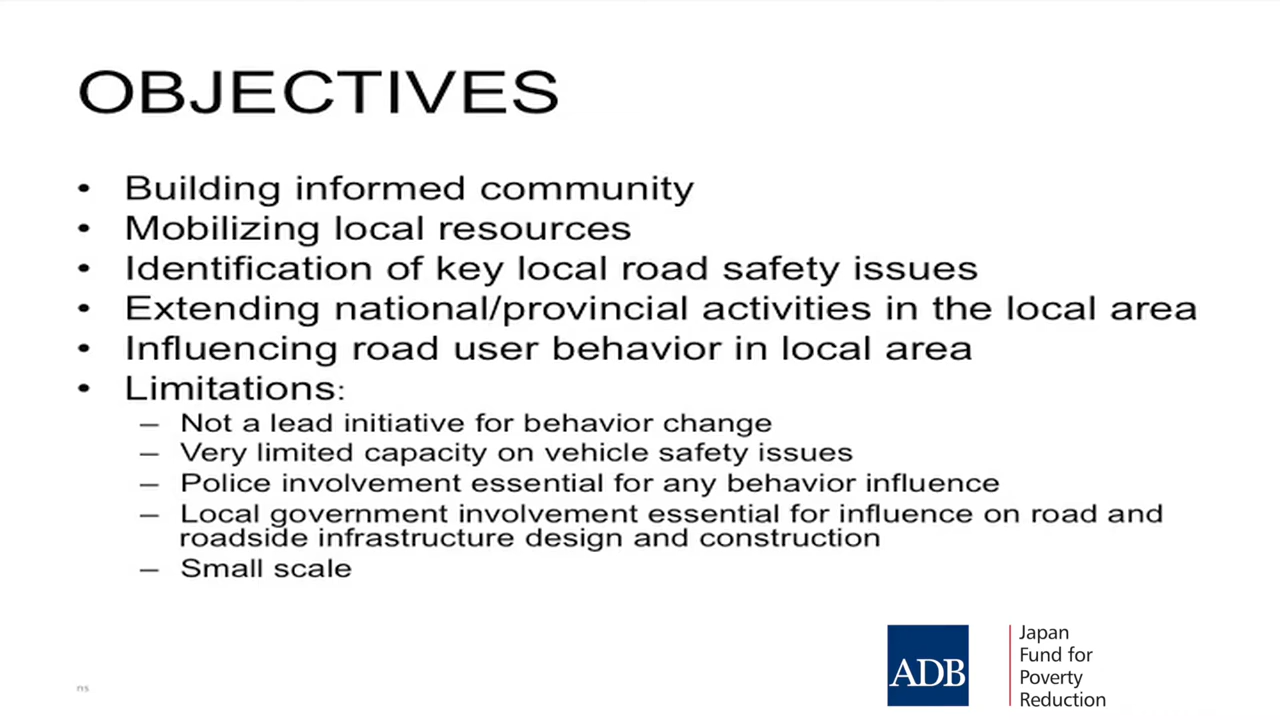 OBJECTIVES
• Building informed community
• Mobilizing local resources
• Identification of key local road safety issues
• Extending national/provincial activities in the local area
• Influencing road user behavior in local area
• Limitations:
– Not a lead initiative for behavior change
– Very limited capacity on vehicle safety issues
– Police involvement essential for any behavior influence
– Local government involvement essential for influence on road and
roadside infrastructure design and construction
– Small scale
ADB
Japan
Fund for
Poverty
Reduction